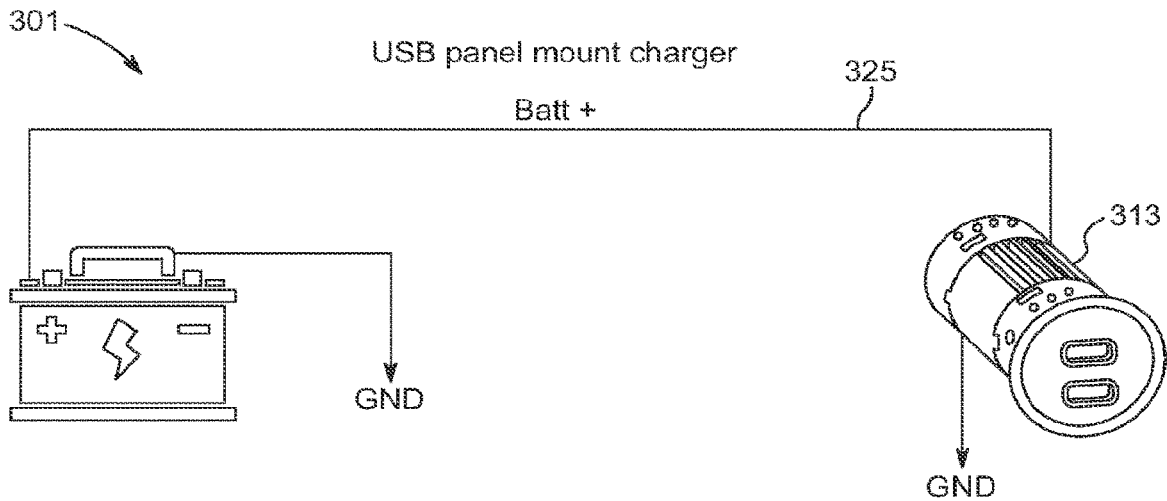 301
USB panel mount charger
325
Batt +
313
GND
GND